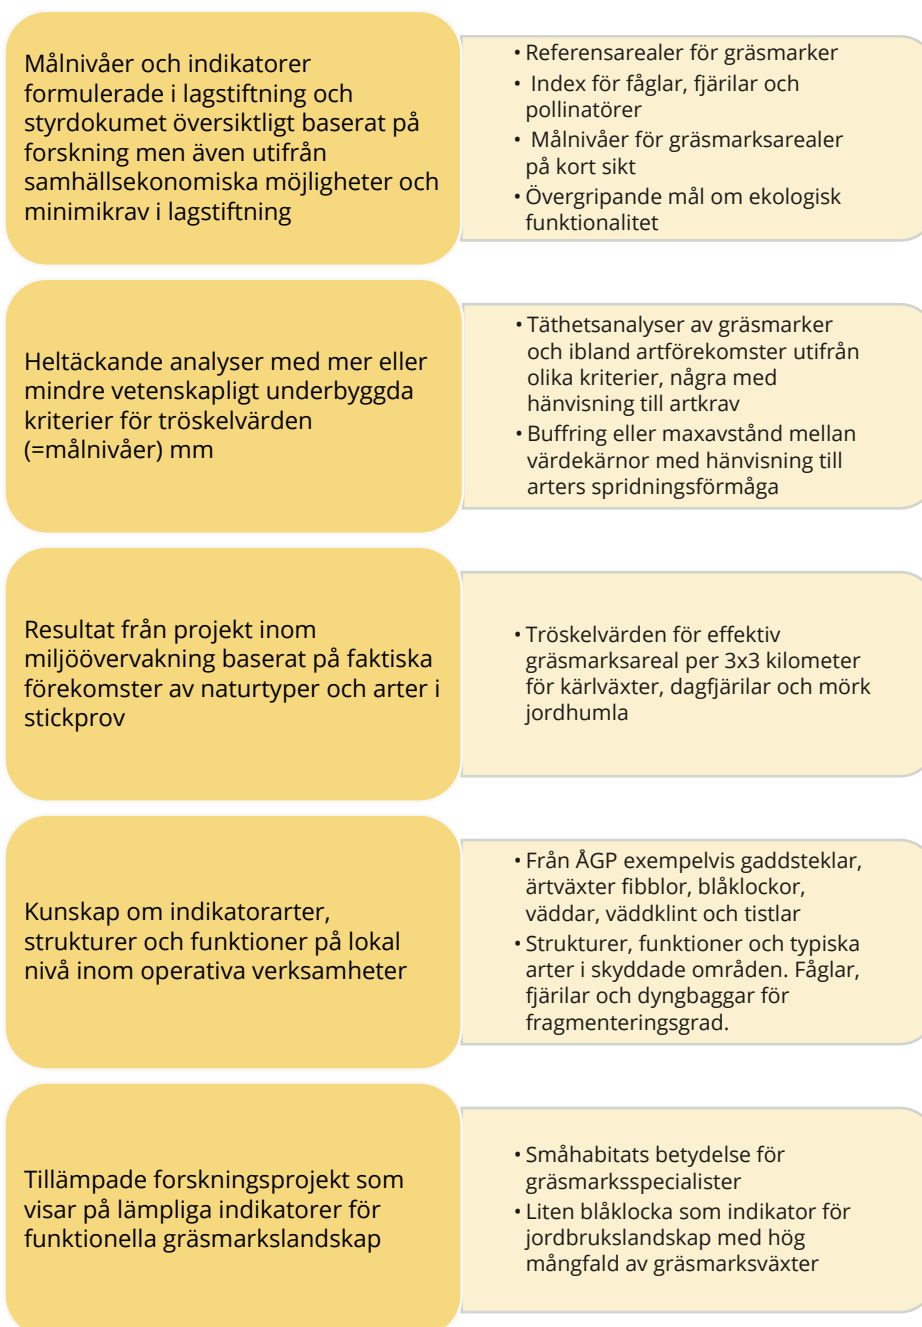 Målnivåer och indikatorer
formulerade i lagstiftning och
styrdokumet översiktligt baserat på
forskning men även utifrån
samhällsekonomiska möjligheter och
minimikrav i lagstiftning
• Referensarealer för gräsmarker
• Index för fåglar, fjärilar och
pollinatörer
• Målnivåer för gräsmarksarealer
på kort sikt
• Övergripande mål om ekologisk
funktionalitet
Heltäckande analyser med mer eller
mindre vetenskapligt underbyggda
kriterier för tröskelvärden
(=målnivåer) mm
• Täthetsanalyser av gräsmarker
och ibland artförekomster utifrån
olika kriterier, några med
hänvisning till artkrav
• Buffring eller maxavstånd mellan
värdekärnor med hänvisning till
arters spridningsförmåga
Resultat från projekt inom
miljöövervakning baserat på faktiska
förekomster av naturtyper och arter i
stickprov
• Tröskelvärden för effektiv
gräsmarksareal per 3x3 kilometer
för kärlväxter, dagfjärilar och mörk
jordhumla
Kunskap om indikatorarter,
strukturer och funktioner på lokal
nivå inom operativa verksamheter
• Från ÅGP exempelvis gaddsteklar,
ärtväxter fibblor, blåklockor,
väddar, väddklint och tistlar
• Strukturer, funktioner och typiska
arter i skyddade områden. Fåglar,
fjärilar och dyngbaggar för
fragmenteringsgrad.
Tillämpade forskningsprojekt som
visar på lämpliga indikatorer för
funktionella gräsmarkslandskap
• Småhabitats betydelse för
gräsmarksspecialister
• Liten blåklocka som indikator för
jordbrukslandskap med hög
mångfald av gräsmarksväxter